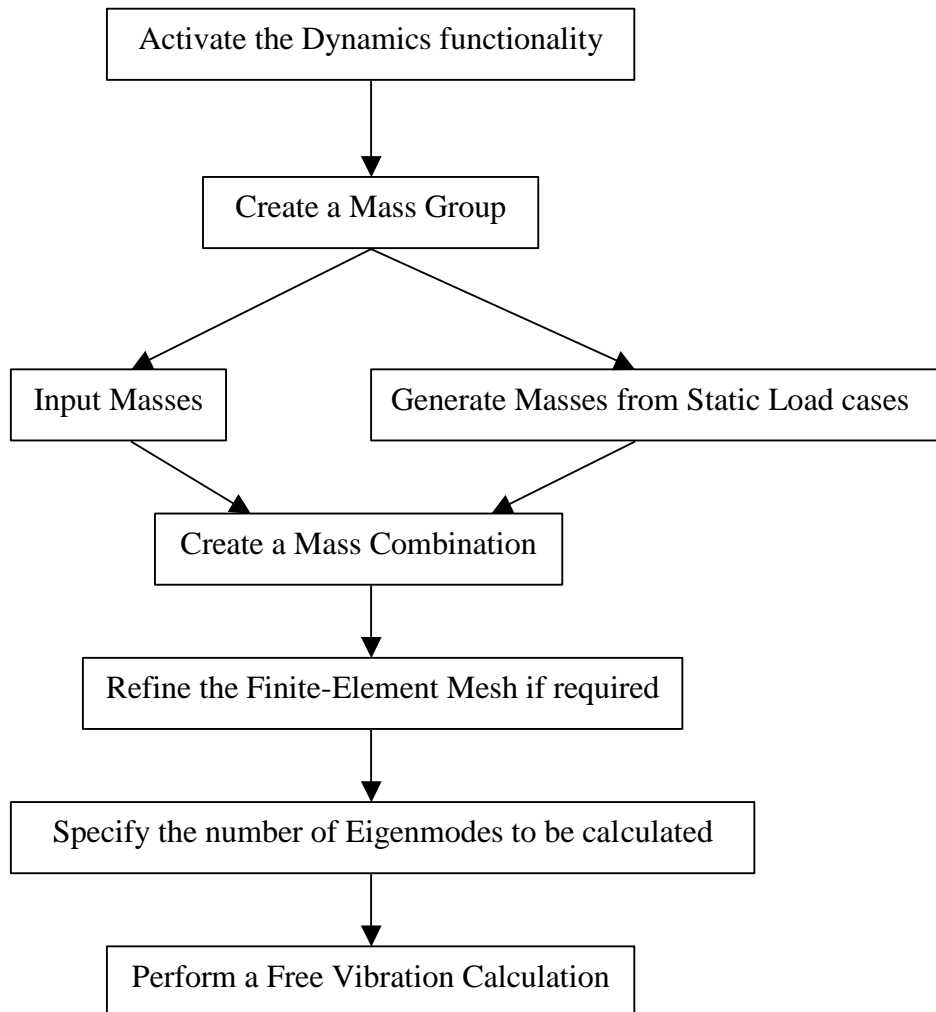 Activate the Dynamics functionality
Create a Mass Group
Input Masses
Generate Masses from Static Load cases
Create a Mass Combination
Refine the Finite-Element Mesh if required
Specify the number of Eigenmodes to be calculated
Perform a Free Vibration Calculation